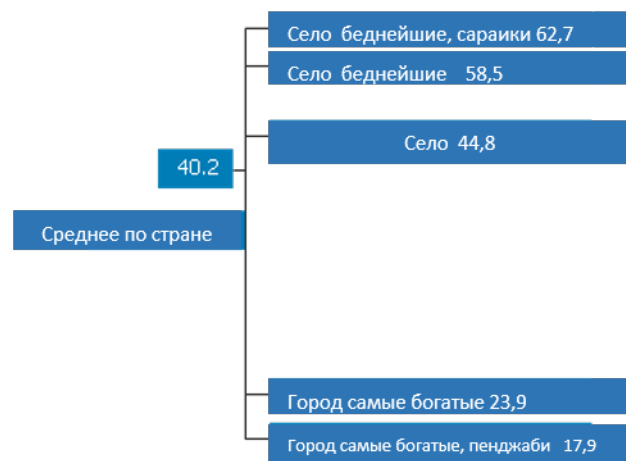 Село беднейшие, сараики 62,7
Село беднейшие 58,5
Село 44,8
40.2
Среднее по стране
Город самые богатые 23,9
Город самые богатые, пенджаби 17,9